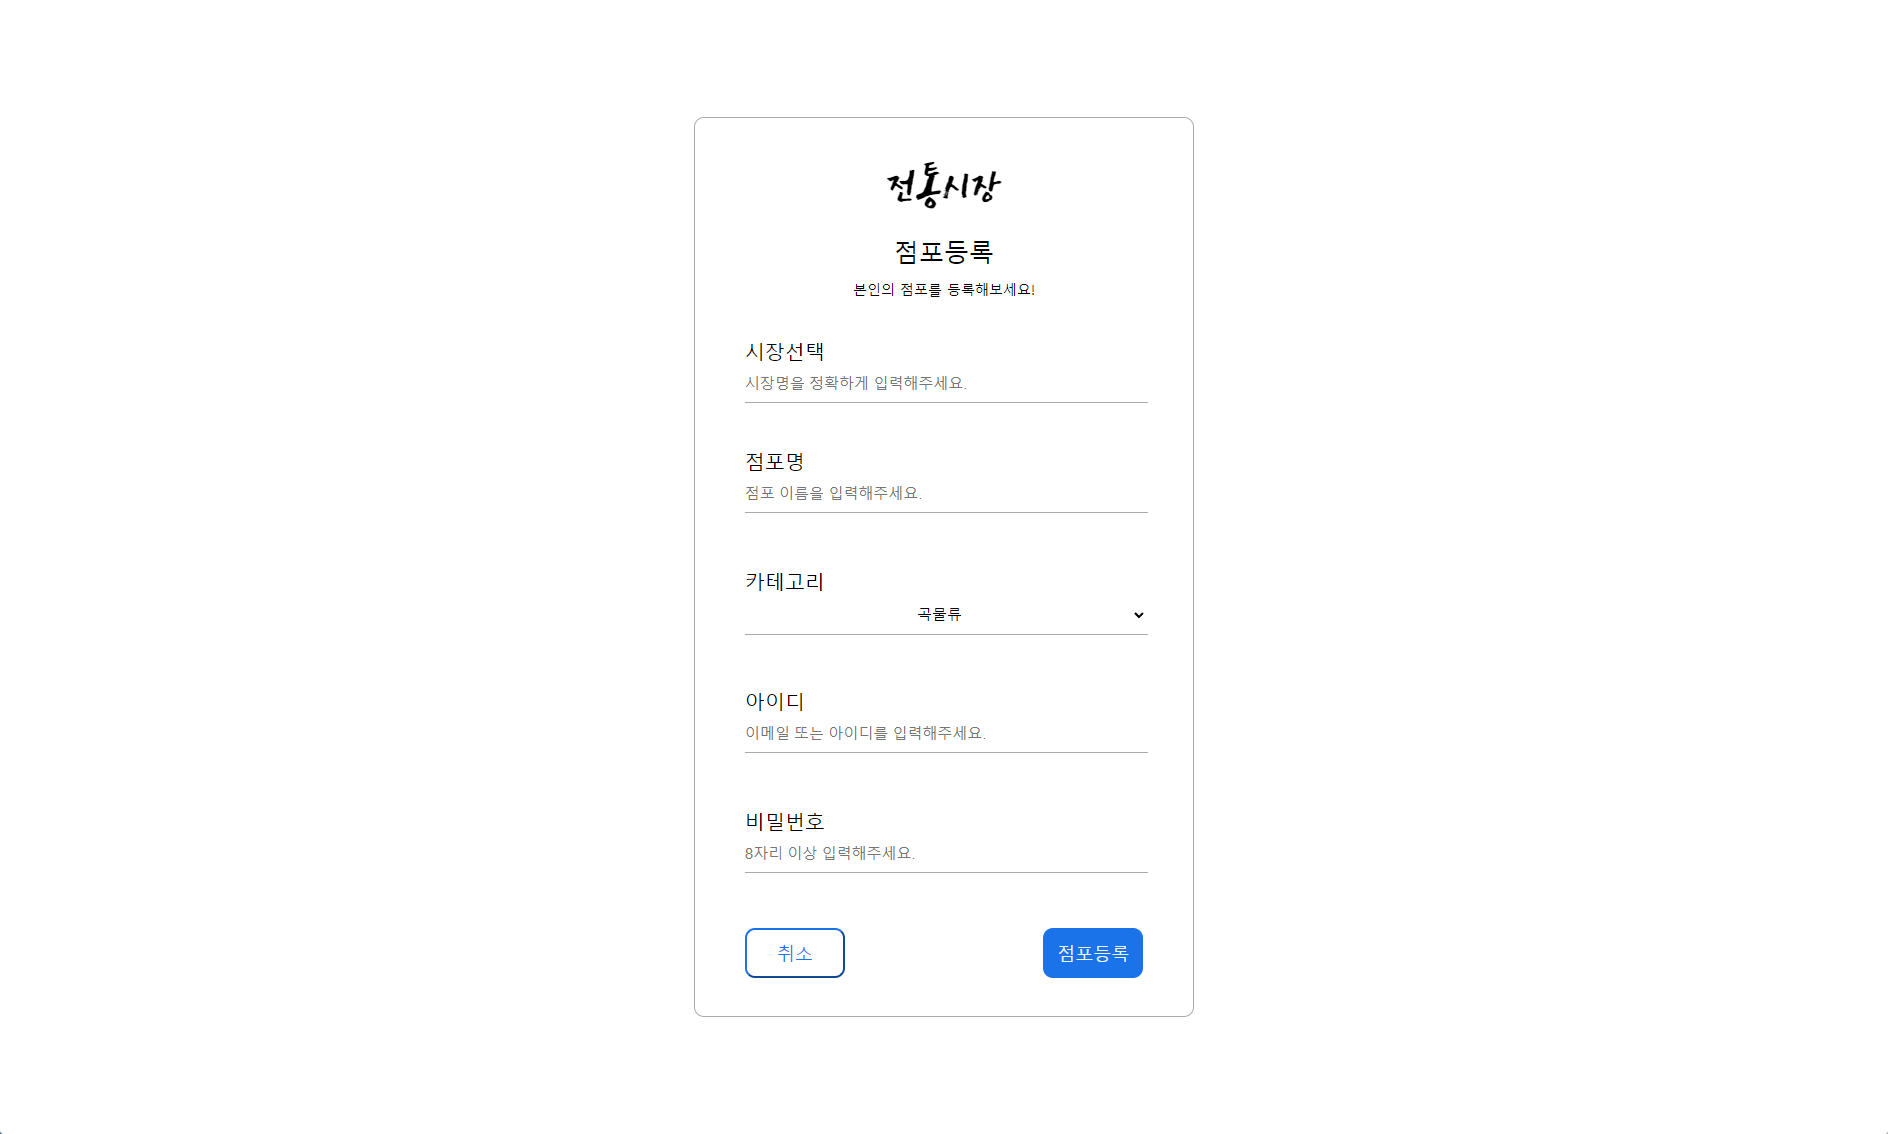 전통시장
점포등록
본인의 점포를 등록해보세요!
시장선택
시장명을 정확하게 입력해주세요.
점포명
점포 이름을 입력해주세요.
카테고리
곡물류
아이디
이메일 또는 아이디를 입력해주세요.
비밀번호
8자리 이상 입력해주세요.
취소
점포등록